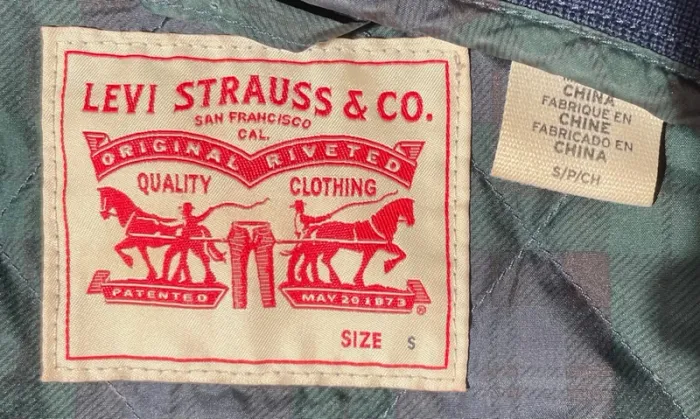 LEVI STRAUSS & CO.
SAN FRANCISCO
CAL.
ORIGINAL RIVETED
QUALITY CLOTHING
PATENTED MAY 20 1873
®
SIZE S
CHINA
FABRIQUE EN
CHINE
FABRICADO EN
CHINA
S/P/CH